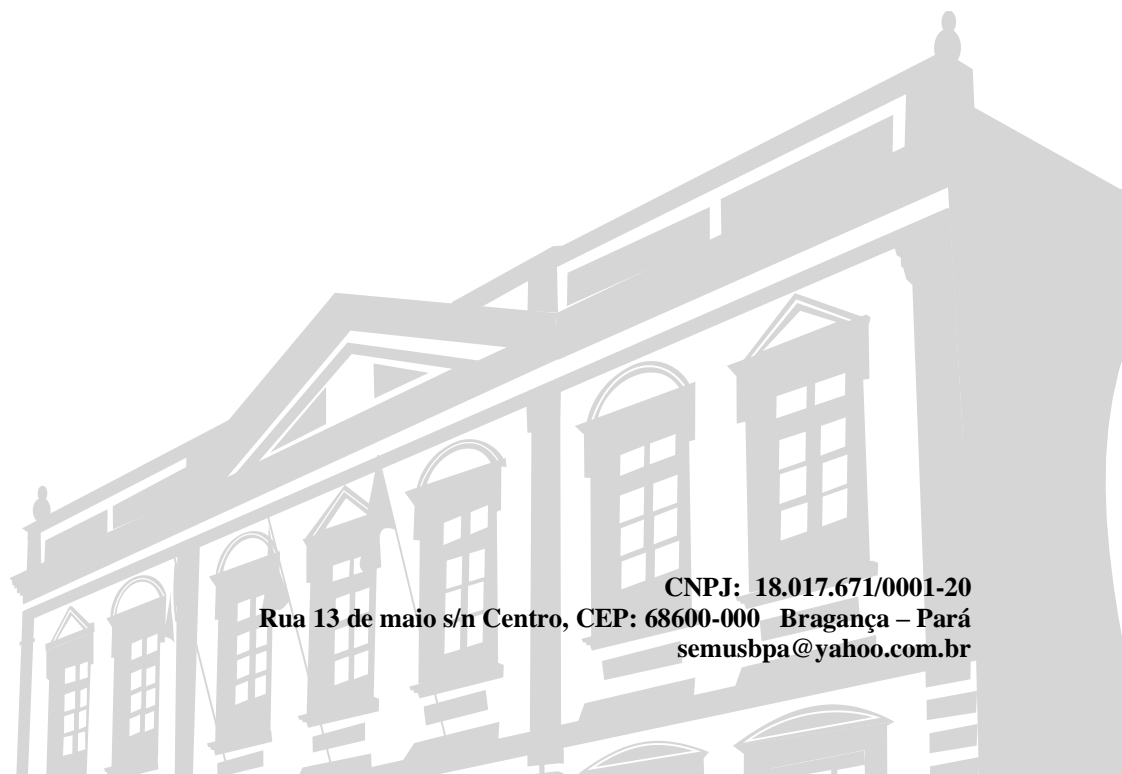 CNPJ: 18.017.671/0001-20
Rua 13 de maio s/n Centro, CEP: 68600-000 Bragança – Pará
semusbpa@yahoo.com.br